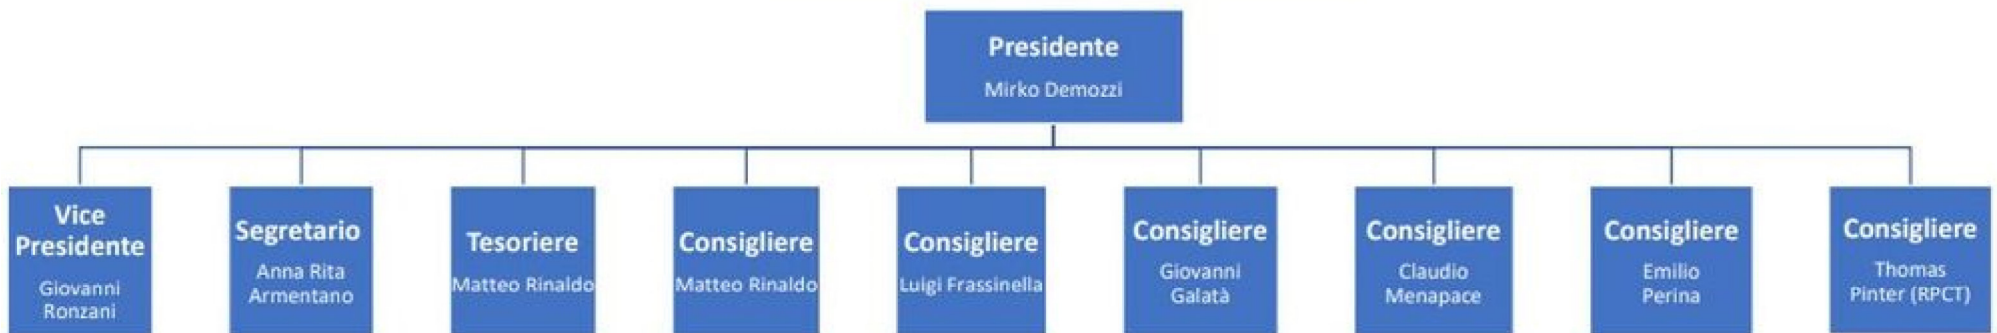 Presidente
Mirko Demozzi
Vice
Presidente
Giovanni
Ronzani
Segretario
Anna Rita
Armentano
Tesoriere
Matteo Rinaldo
Consigliere
Matteo Rinaldo
Consigliere
Luigi Frassinella
Consigliere
Giovanni
Galatà
Consigliere
Claudio
Menapace
Consigliere
Emilio
Perina
Consigliere
Thomas
Pinter (RPCT)